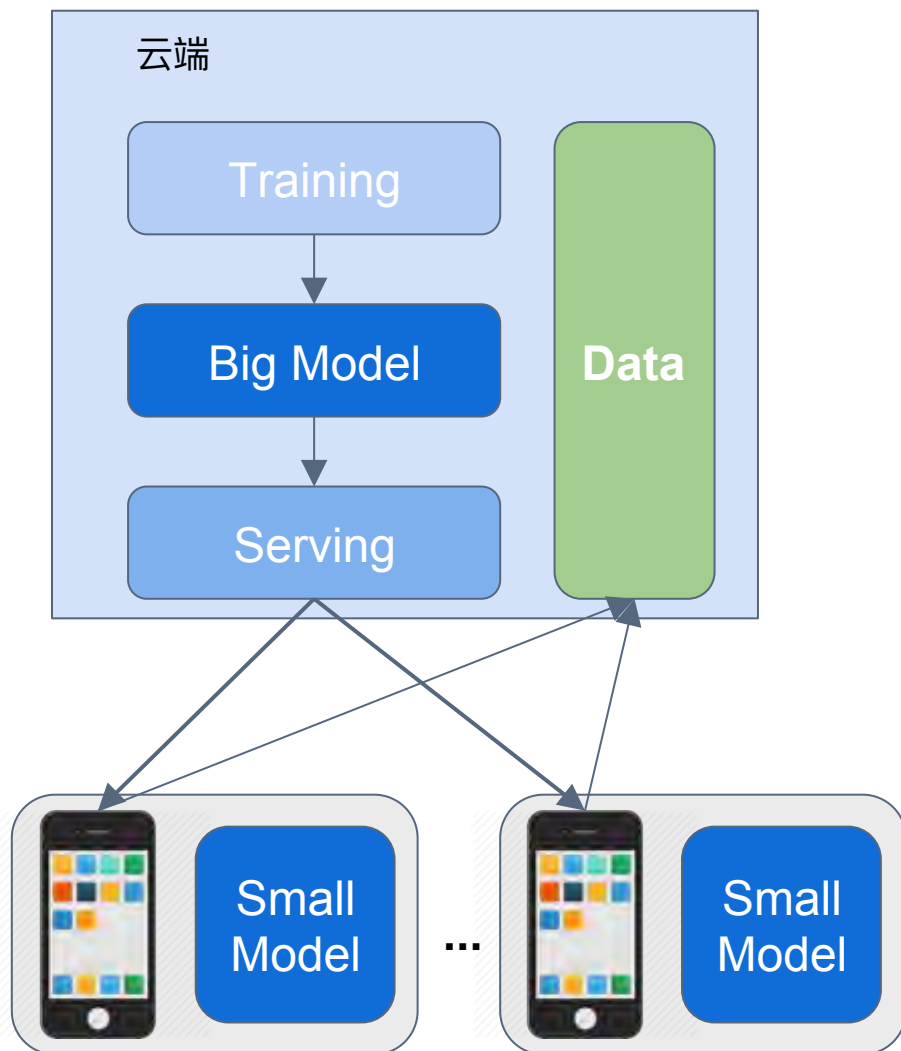 云端
Training
Big Model
Data
Serving
Small
Model
...
Small
Model